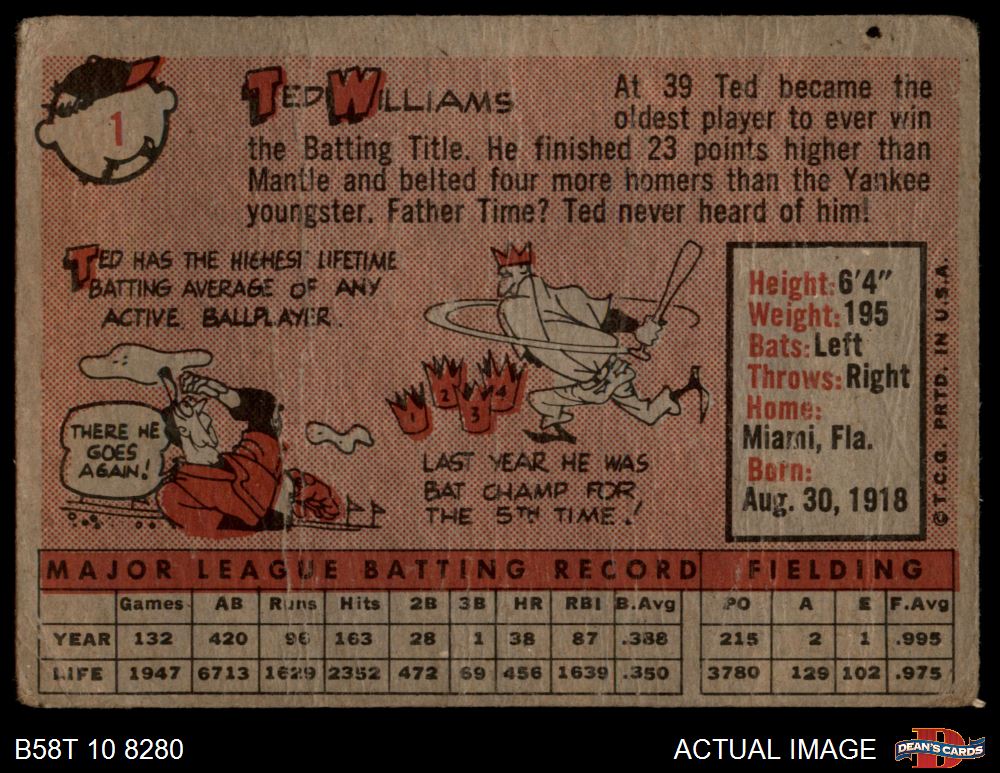 1
TED WILLIAMS
At 39 Ted became the
oldest player to ever win
the Batting Title. He finished 23 points higher than
Mantle and belted four more homers than the Yankee
youngster. Father Time? Ted never heard of him!
TED HAS THE HIGHEST LIFETIME
BATTING AVERAGE OF ANY
ACTIVE BALLPLAYER.
THERE HE
GOES
AGAIN!
1 2 3 4
LAST YEAR HE WAS
BAT CHAMP FOR
THE 5TH TIME!
Height: 6'4"
Weight: 195
Bats: Left
Throws: Right
Home:
Miami, Fla.
Born:
Aug. 30, 1918
© T.C.G. PRTD. IN U.S.A.
MAJOR LEAGUE BATTING RECORD FIELDING
Games AB Runs Hits 2B 3B HR RBI B.Avg PO A E F.Avg
YEAR 132 420 96 163 28 1 38 87 .388 215 2 1 .995
LIFE 1947 6713 1629 2352 472 69 456 1639 .350 3780 129 102 .975
B58T 10 8280
ACTUAL IMAGE
D
DEAN'S CARDS